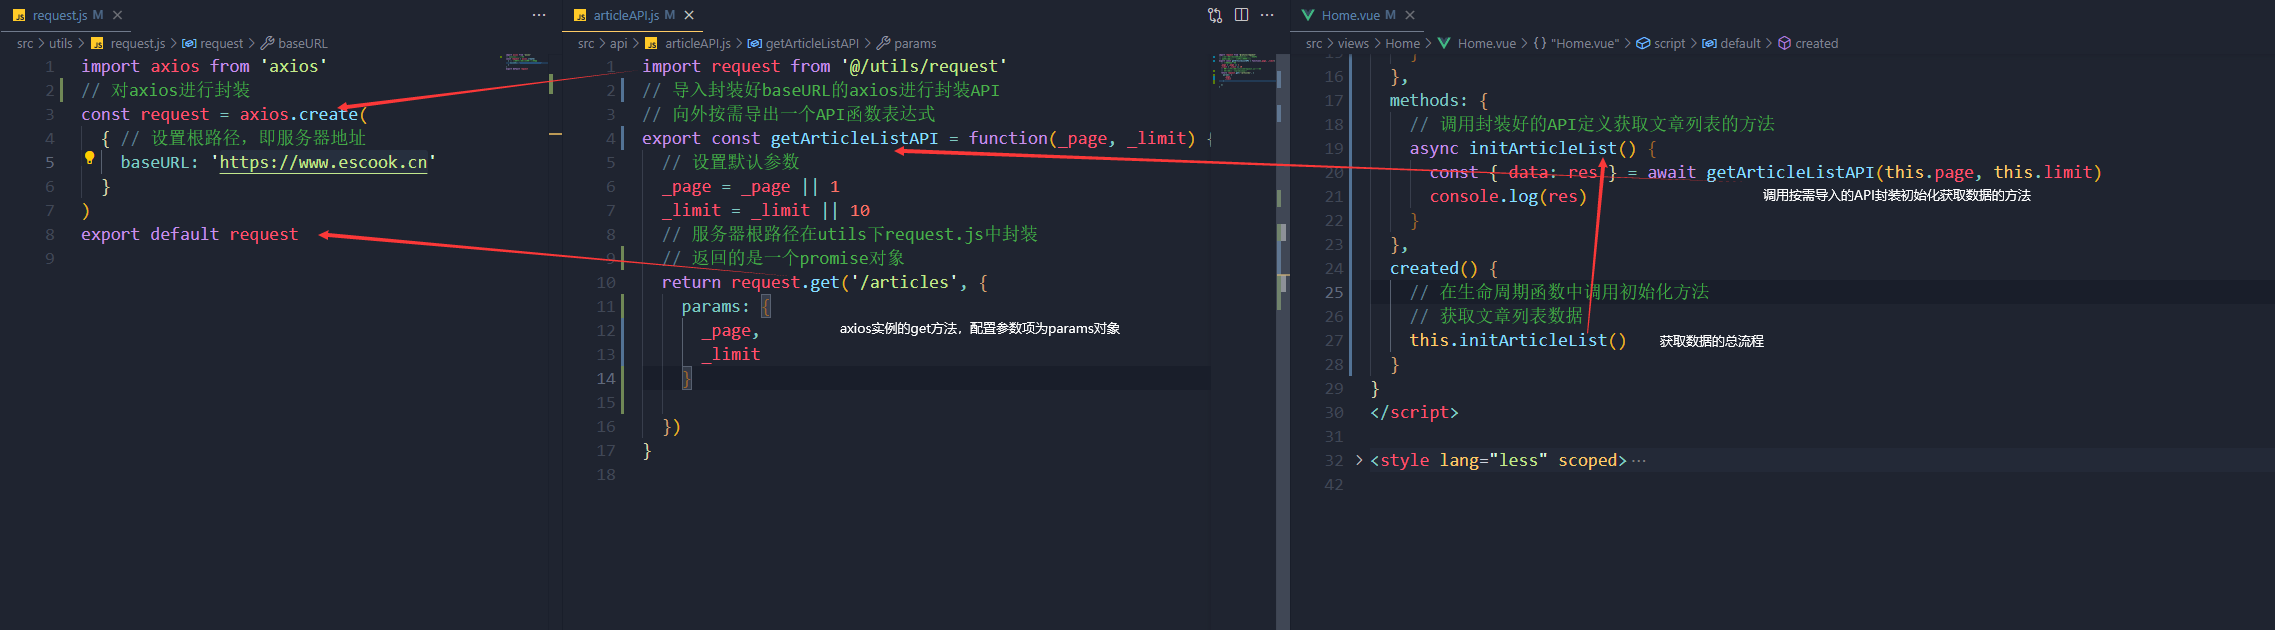 request.js M
src > utils > request.js > request > baseURL
1 import axios from 'axios'
2 // 对axios进行封装
3 const request = axios.create(
4 { // 设置根路径，即服务器地址
5 baseURL: 'https://www.escook.cn'
6 }
7 )
8 export default request
9
articleAPI.js M
src > api > articleAPI.js > getArticleListAPI > params
1 import request from '@/utils/request'
2 // 导入封装好baseURL的axios进行封装API
3 // 向外按需导出一个API函数表达式
4 export const getArticleListAPI = function(_page, _limit) {
5 // 设置默认参数
6 _page = _page || 1
7 _limit = _limit || 10
8 // 服务器根路径在utils下request.js中封装
9 // 返回的是一个promise对象
10 return request.get('/articles', {
11 params: {
12 _page,
13 _limit
14 }
15
16 })
17 }
18
axios实例的get方法，配置参数项为params对象
Home.vue M
src > views > Home > Home.vue > {} "Home.vue" > script > default > created
15 }
16 },
17 methods: {
18 // 调用封装好的API定义获取文章列表的方法
19 async initArticleList() {
20 const { data: res } = await getArticleListAPI(this.page, this.limit)
21 console.log(res)
22 }
23 },
24 created() {
25 // 在生命周期函数中调用初始化方法
26 // 获取文章列表数据
27 this.initArticleList()
28 }
29 }
30 </script>
31
32 <style lang="less" scoped>…
42
调用按需导入的API封装初始化获取数据的方法
获取数据的总流程